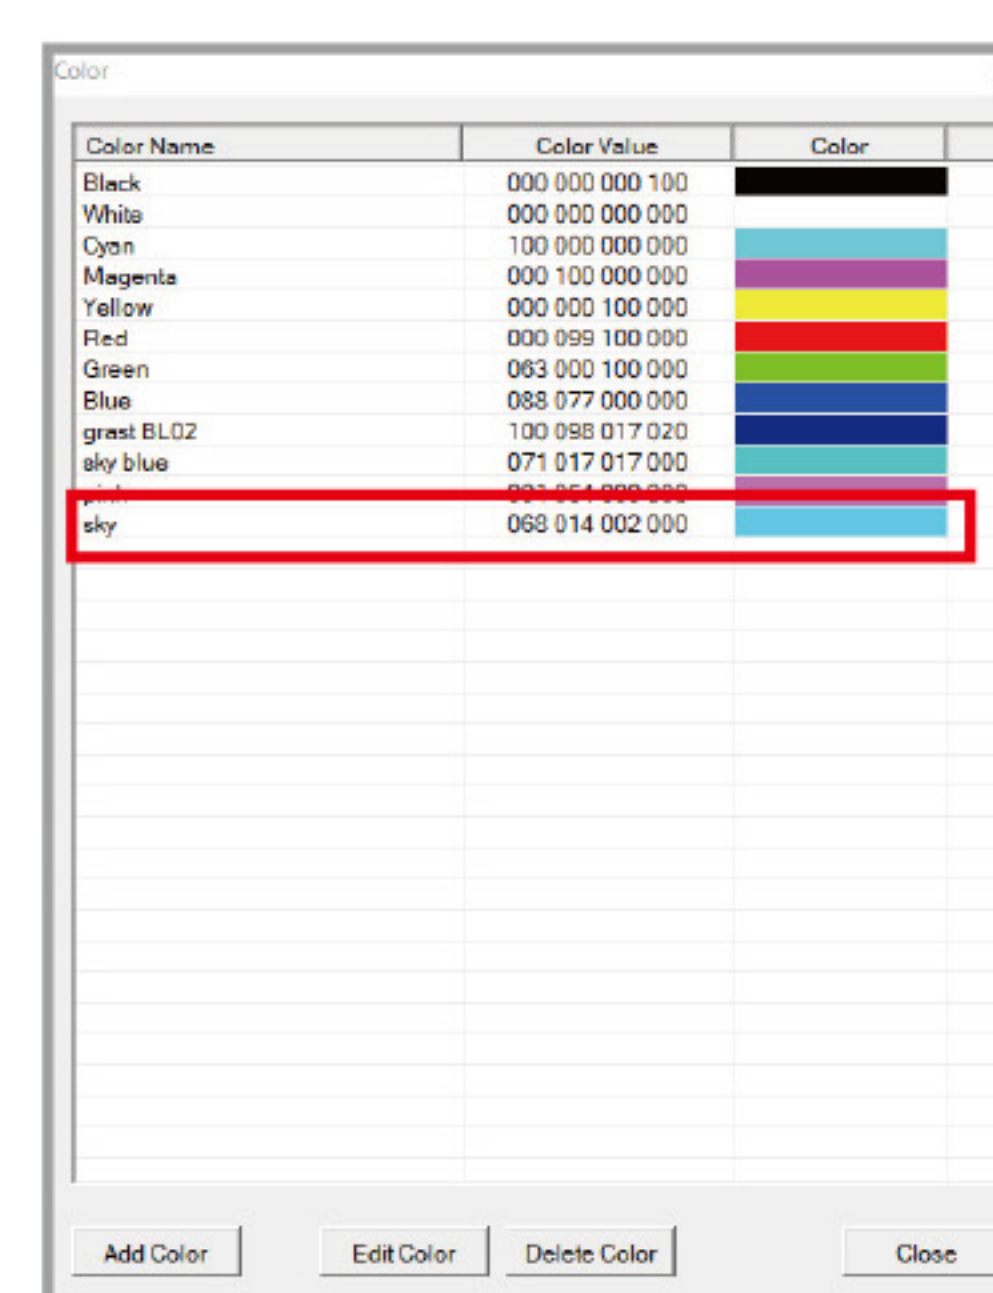 Color
Color Name Color Value Color
Black 000 000 000 100
White 000 000 000 000
Cyan 100 000 000 000
Magenta 000 100 000 000
Yellow 000 000 100 000
Red 000 099 100 000
Green 063 000 100 000
Blue 088 077 000 000
grast BL02 100 098 017 020
sky blue 071 017 017 000
sky 068 014 002 000
Add Color Edit Color Delete Color Close